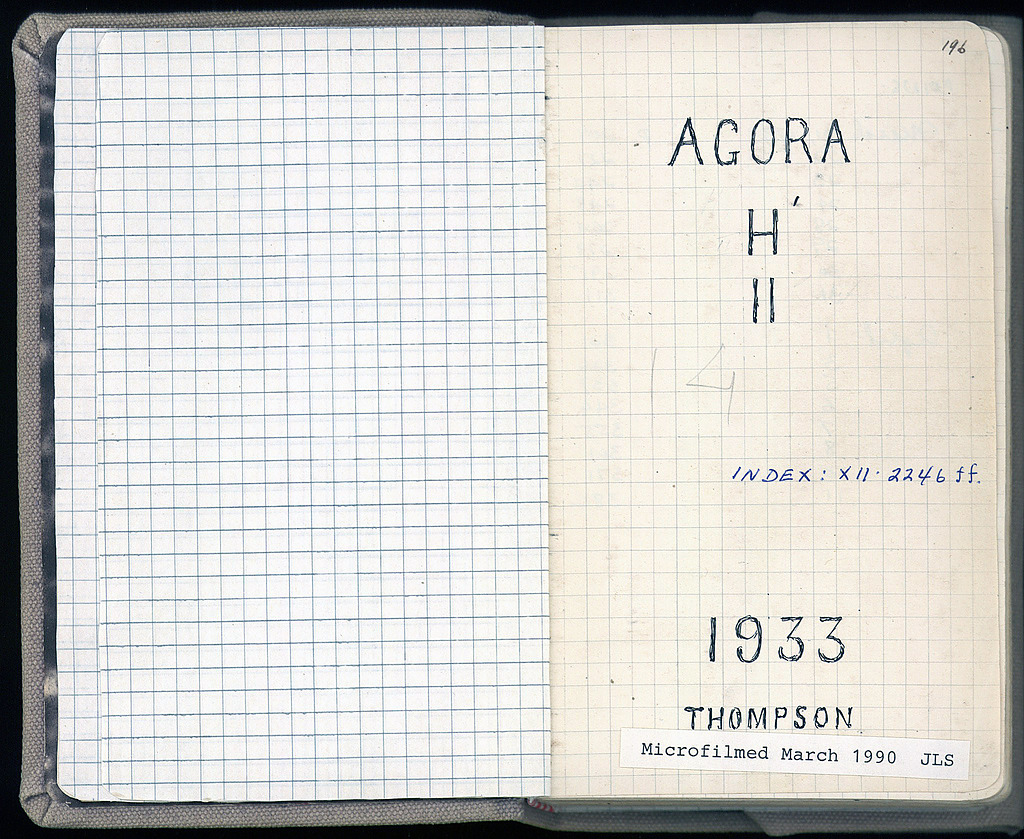 196
AGORA
H'
II
14
INDEX: XII. 2246 ff.
1933
THOMPSON
Microfilmed March 1990 JLS